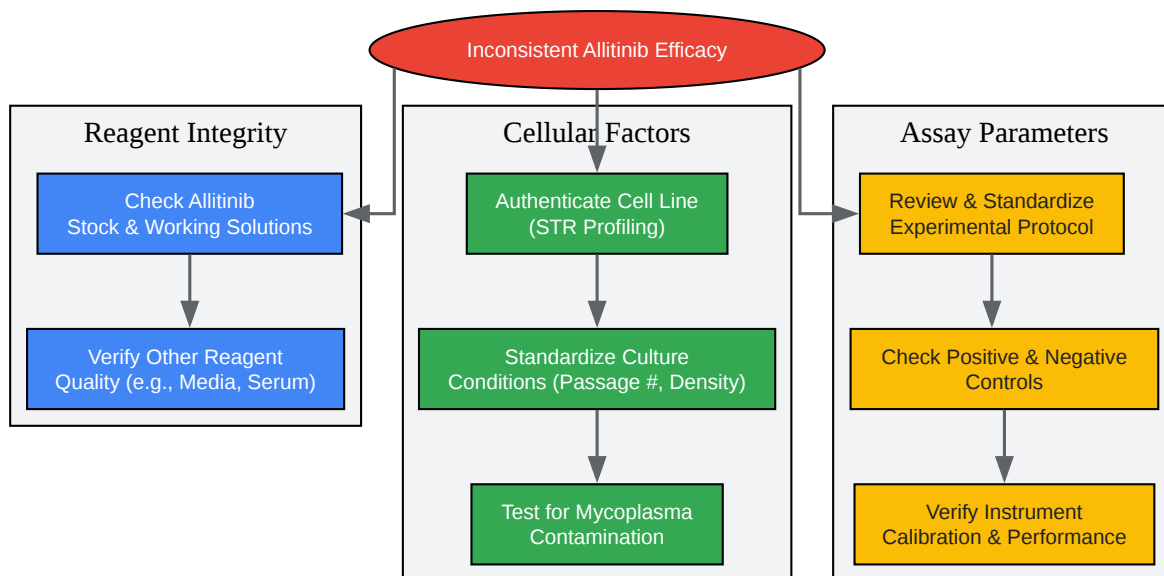 Inconsistent Allitinib Efficacy
Reagent Integrity
Check Allitinib
Stock & Working Solutions
Verify Other Reagent
Quality (e.g., Media, Serum)
Cellular Factors
Authenticate Cell Line
(STR Profiling)
Standardize Culture
Conditions (Passage #, Density)
Test for Mycoplasma
Contamination
Assay Parameters
Review & Standardize
Experimental Protocol
Check Positive & Negative
Controls
Verify Instrument
Calibration & Performance